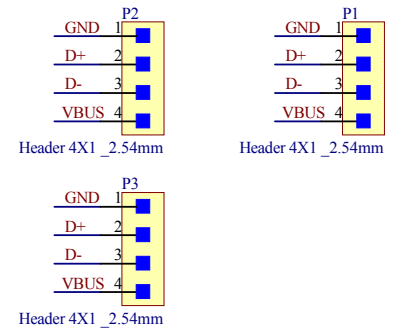 P2
GND 1
D+ 2
D- 3
VBUS 4
Header 4X1 _2.54mm
P1
GND 1
D+ 2
D- 3
VBUS 4
Header 4X1 _2.54mm
P3
GND 1
D+ 2
D- 3
VBUS 4
Header 4X1 _2.54mm